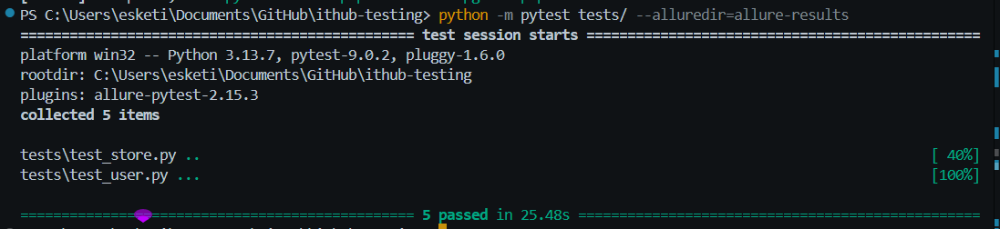 PS C:\Users\esketi\Documents\GitHub\ithub-testing> python -m pytest tests/ --alluredir=allure-results
================================================ test session starts ================================================
platform win32 -- Python 3.13.7, pytest-9.0.2, pluggy-1.6.0
rootdir: C:\Users\esketi\Documents\GitHub\ithub-testing
plugins: allure-pytest-2.15.3
collected 5 items
tests\test_store.py .. [ 40%]
tests\test_user.py ... [100%]
================================================ 5 passed in 25.48s =================================================